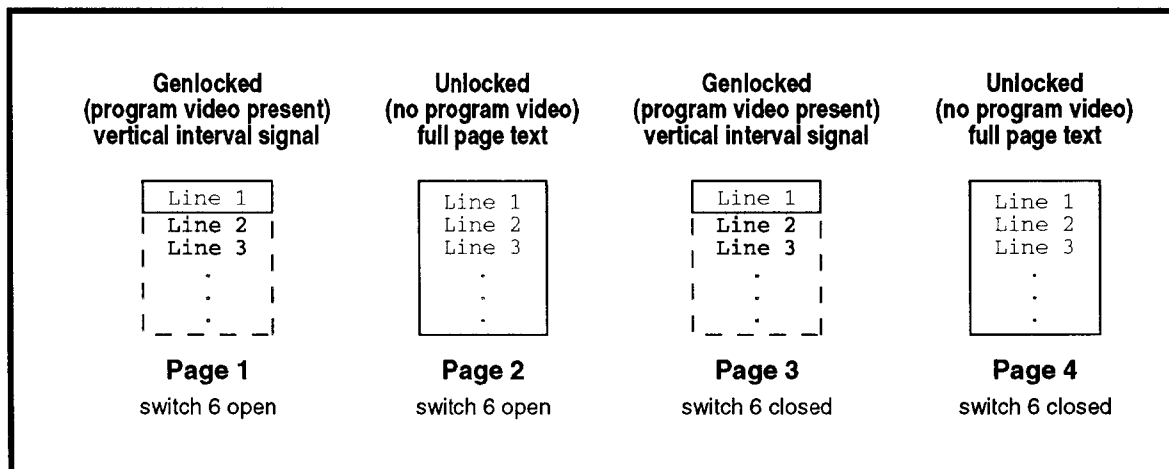 Genlocked
(program video present)
vertical interval signal
Line 1
Line 2
Line 3
.
.
.
Page 1
switch 6 open
Unlocked
(no program video)
full page text
Line 1
Line 2
Line 3
.
.
.
Page 2
switch 6 open
Genlocked
(program video present)
vertical interval signal
Line 1
Line 2
Line 3
.
.
.
Page 3
switch 6 closed
Unlocked
(no program video)
full page text
Line 1
Line 2
Line 3
.
.
.
Page 4
switch 6 closed